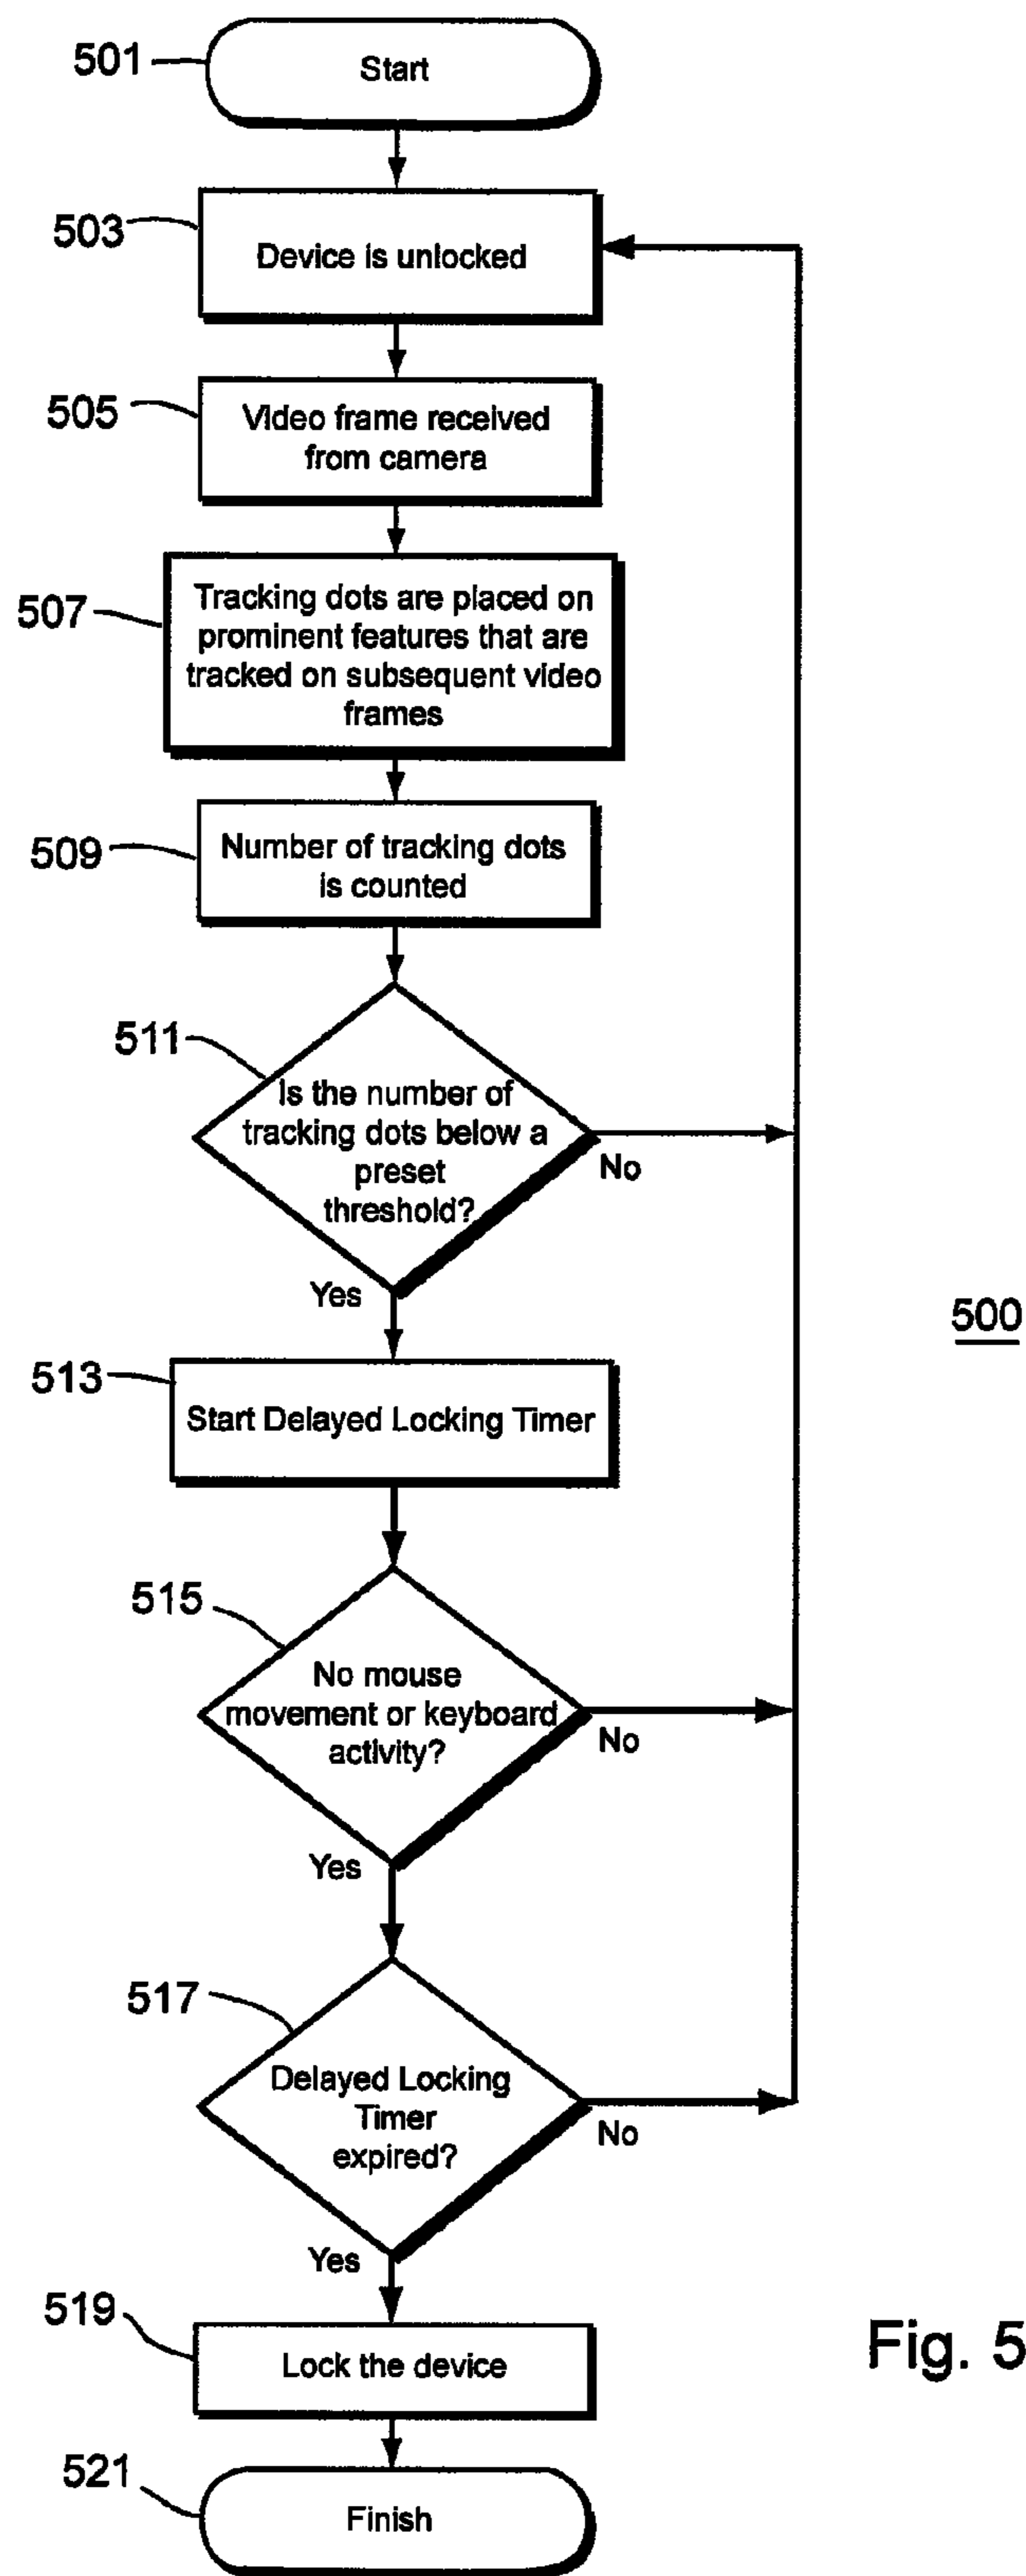 501
Start
503
Device is unlocked
505
Video frame received
from camera
507
Tracking dots are placed on
prominent features that are
tracked on subsequent video
frames
509
Number of tracking dots
is counted
511
Is the number of
tracking dots below a
preset
threshold?
No
Yes
500
513
Start Delayed Locking Timer
515
No mouse
movement or keyboard
activity?
No
Yes
517
Delayed Locking
Timer
expired?
No
Yes
519
Lock the device
Fig. 5
521
Finish